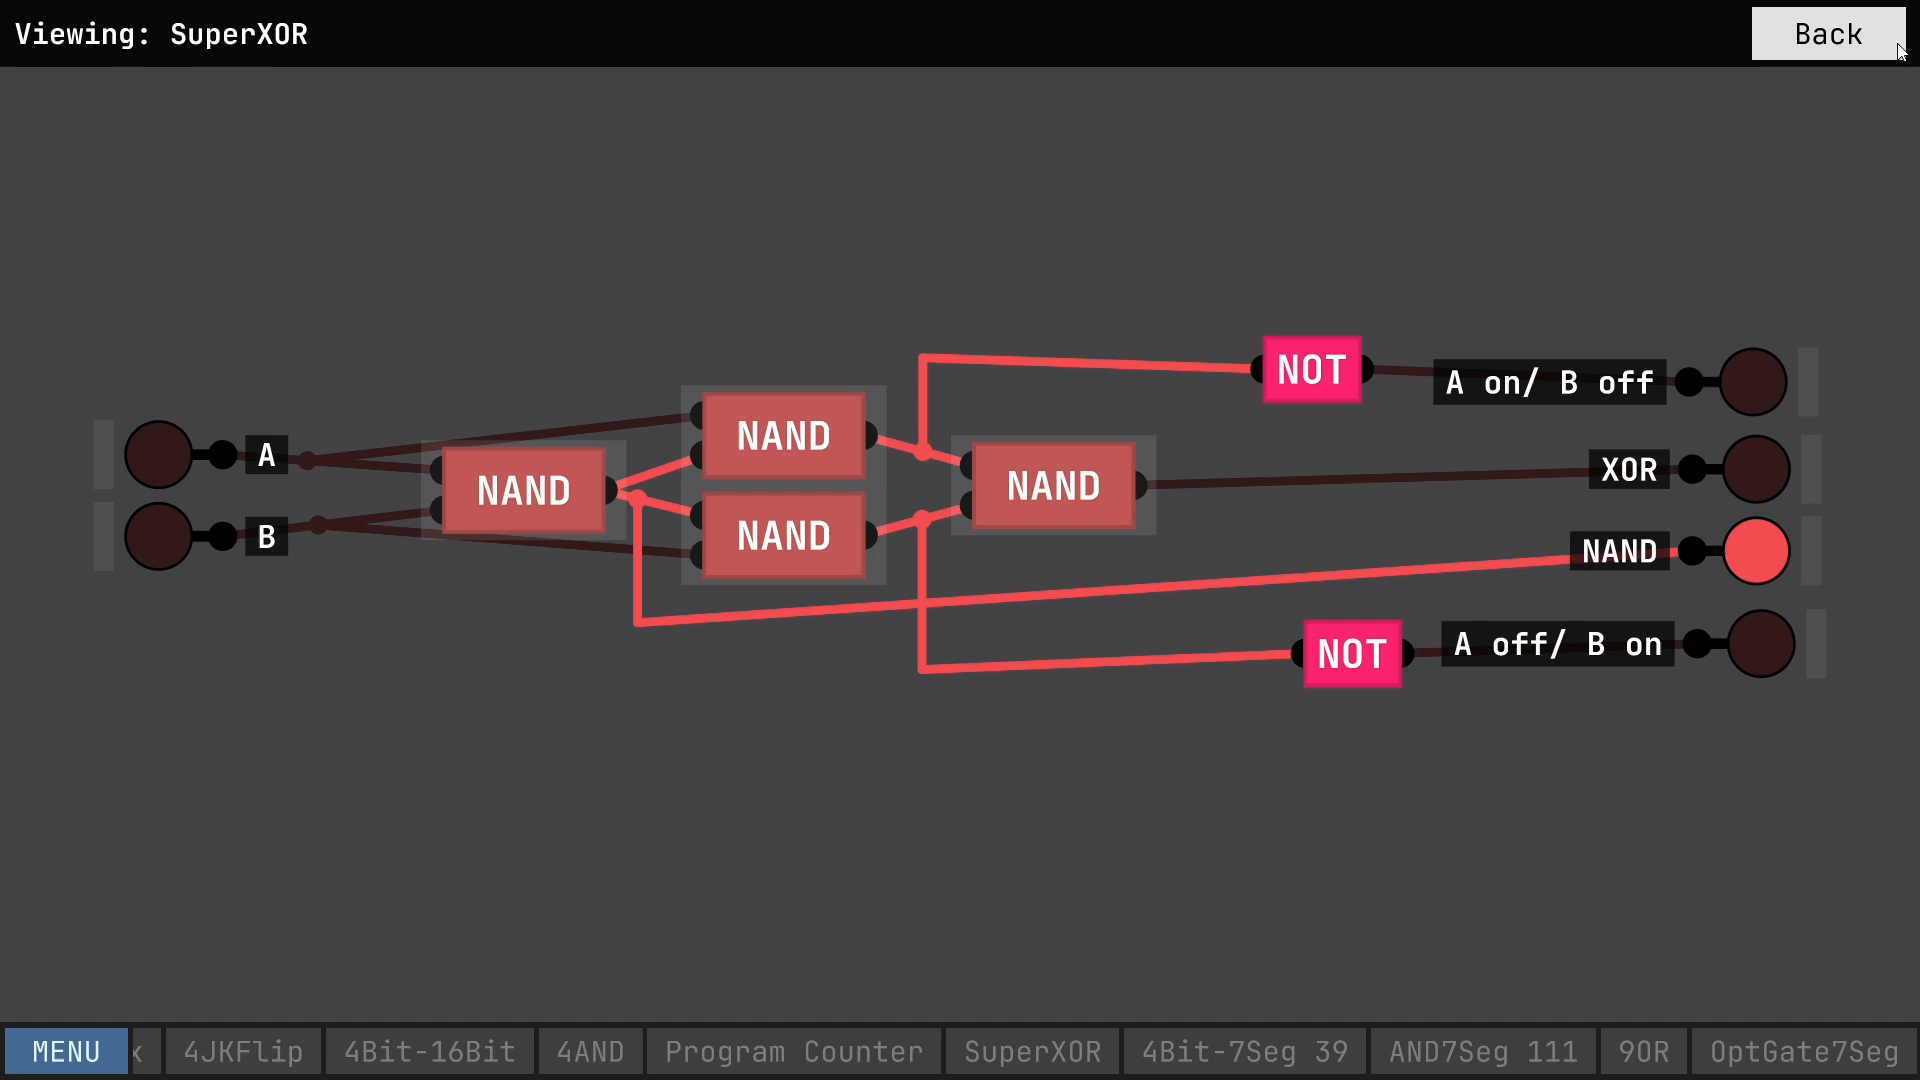 Viewing: SuperXOR
Back
A
B
NAND
NAND
NAND
NAND
NOT
A on/ B off
XOR
NAND
NOT
A off/ B on
MENU
x
4JKFlip
4Bit-16Bit
4AND
Program Counter
SuperXOR
4Bit-7Seg 39
AND7Seg 111
9OR
OptGate7Seg